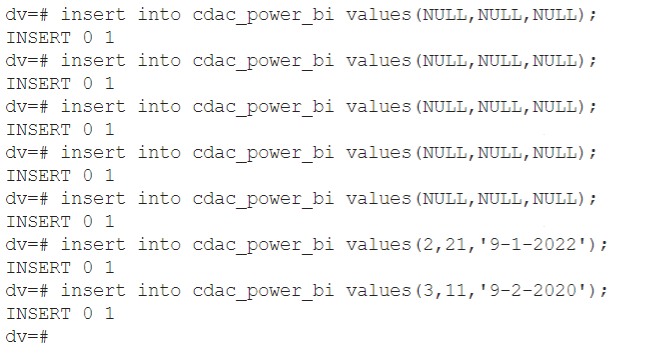 dv=# insert into cdac_power_bi values(NULL,NULL,NULL);
INSERT 0 1
dv=# insert into cdac_power_bi values(NULL,NULL,NULL);
INSERT 0 1
dv=# insert into cdac_power_bi values(NULL,NULL,NULL);
INSERT 0 1
dv=# insert into cdac_power_bi values(NULL,NULL,NULL);
INSERT 0 1
dv=# insert into cdac_power_bi values(NULL,NULL,NULL);
INSERT 0 1
dv=# insert into cdac_power_bi values(2,21,'9-1-2022');
INSERT 0 1
dv=# insert into cdac_power_bi values(3,11,'9-2-2020');
INSERT 0 1
dv=#